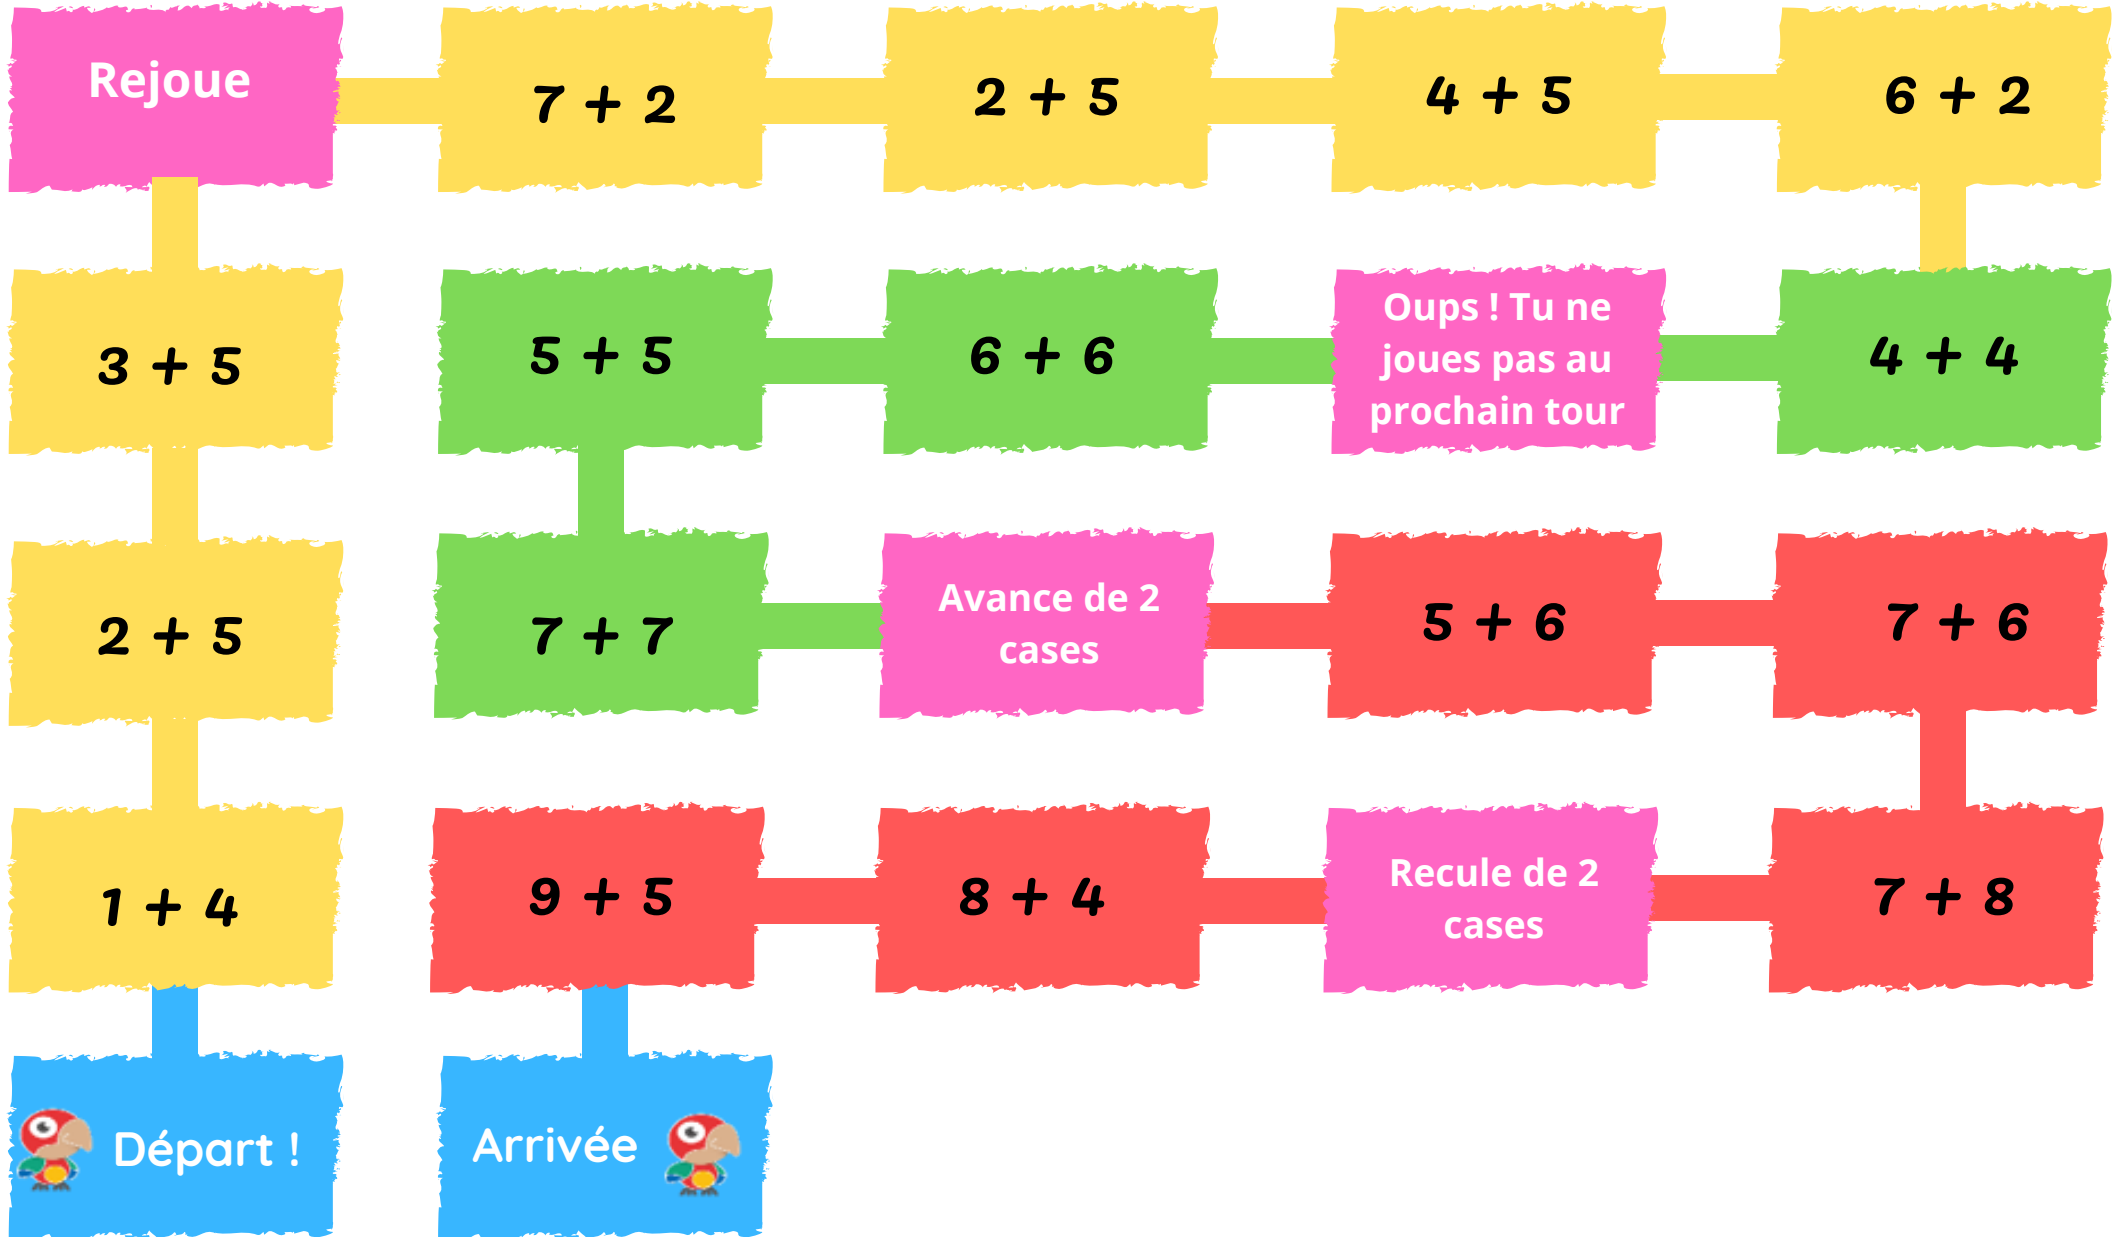 Rejoue
7 + 2
2 + 5
4 + 5
6 + 2
3 + 5
5 + 5
6 + 6
Oups ! Tu ne
joues pas au
prochain tour
4 + 4
2 + 5
7 + 7
Avance de 2
cases
5 + 6
7 + 6
1 + 4
9 + 5
8 + 4
Recule de 2
cases
7 + 8
Départ !
Arrivée